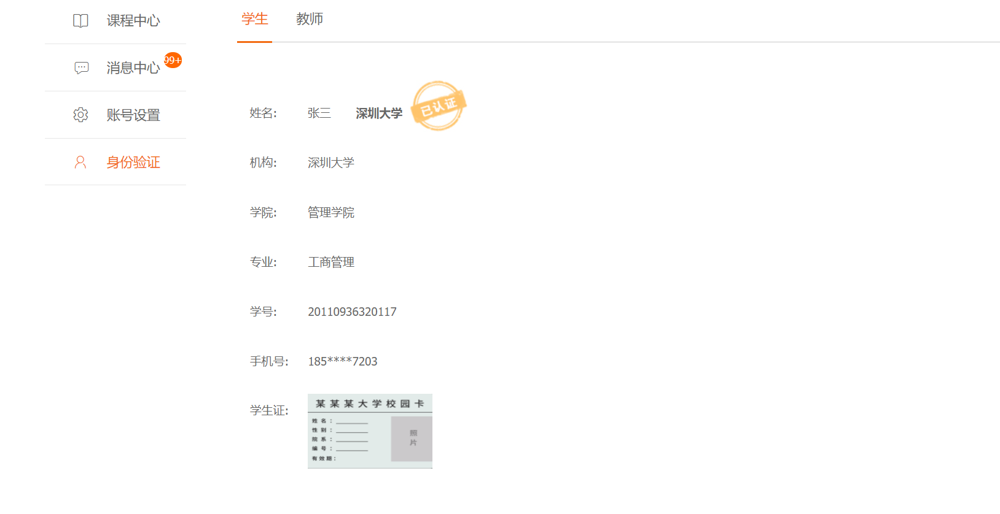 课程中心
消息中心 99+
账号设置
身份验证
学生 教师
姓名: 张三 深圳大学 已认证
机构: 深圳大学
学院: 管理学院
专业: 工商管理
学号: 20110936320117
手机号: 185****7203
学生证:
某某某大学校园卡
姓名:
性别:
院系:
编号:
有效期:
照片